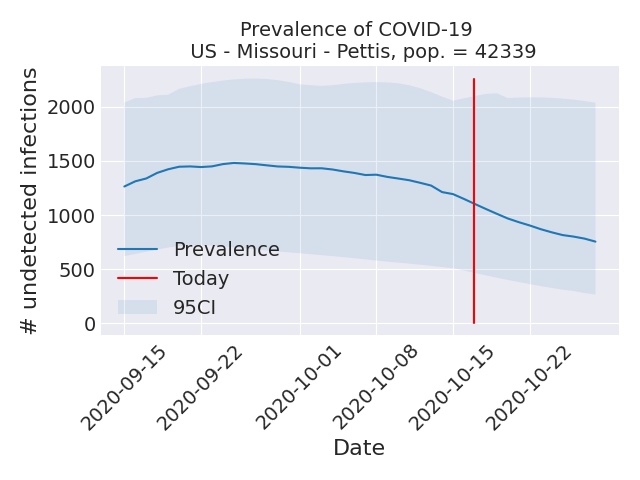 Prevalence of COVID-19
US - Missouri - Pettis, pop. = 42339
# undetected infections
2000
1500
1000
500
0
Prevalence
Today
95CI
2020-09-15
2020-09-22
2020-10-01
2020-10-08
2020-10-15
2020-10-22
Date